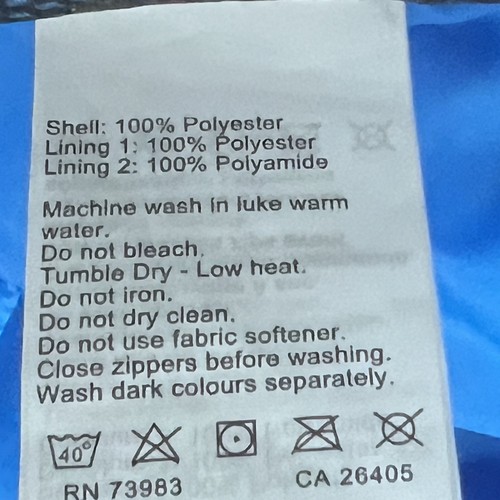 Shell: 100% Polyester
Lining 1: 100% Polyester
Lining 2: 100% Polyamide
Machine wash in luke warm
water.
Do not bleach.
Tumble Dry - Low heat.
Do not iron.
Do not dry clean.
Do not use fabric softener.
Close zippers before washing.
Wash dark colours separately.
40°
RN 73983 CA 26405